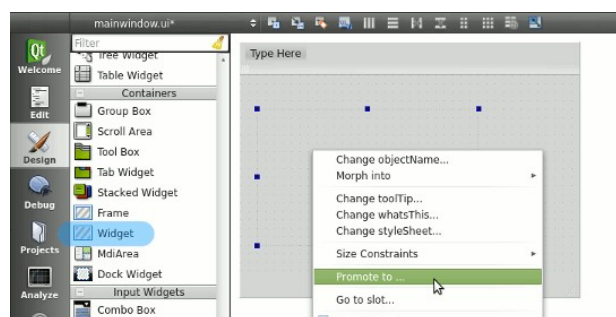 mainwindow.ui*
Qt
Welcome
Edit
Design
Debug
Projects
Analyze
Filter
Tree Widget
Table Widget
Containers
Group Box
Scroll Area
Tool Box
Tab Widget
Stacked Widget
Frame
Widget
MdiArea
Dock Widget
Input Widgets
Combo Box
Type Here
Change objectName...
Morph into
Change toolTip...
Change whatsThis...
Change styleSheet...
Size Constraints
Promote to ...
Go to slot...